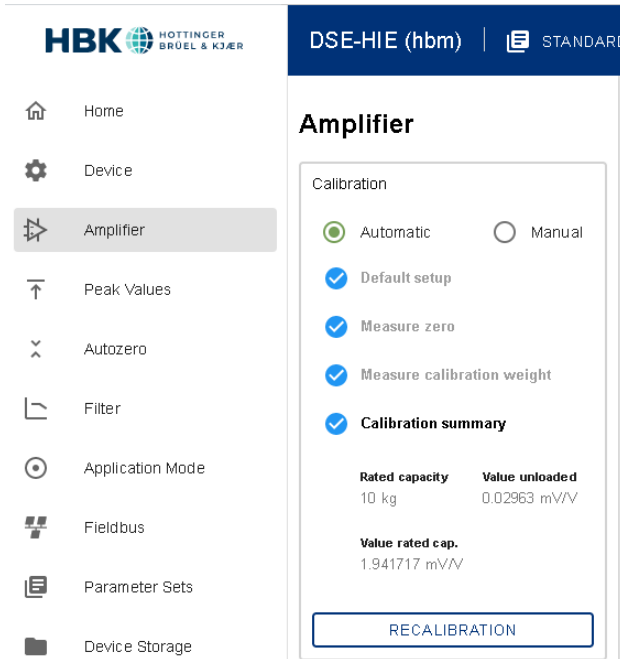 HBK HOTTINGER
BRÜEL & KJÆR
DSE-HIE (hbm)
STANDARD
Home
Device
Amplifier
Peak Values
Autozero
Filter
Application Mode
Fieldbus
Parameter Sets
Device Storage
Amplifier
Calibration
Automatic Manual
Default setup
Measure zero
Measure calibration weight
Calibration summary
Rated capacity Value unloaded
10 kg 0.02963 mV/V
Value rated cap.
1.941717 mV/V
RECALIBRATION